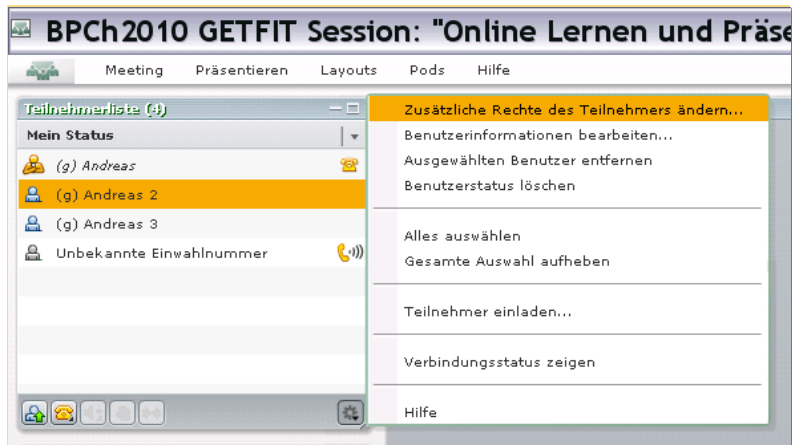 BPCh2010 GETFIT Session: "Online Lernen und Präse
Meeting Präsentieren Layouts Pods Hilfe
Teilnehmerliste (4)
Mein Status
(g) Andreas
(g) Andreas 2
(g) Andreas 3
Unbekannte Einwahlnummer
Zusätzliche Rechte des Teilnehmers ändern...
Benutzerinformationen bearbeiten...
Ausgewählten Benutzer entfernen
Benutzerstatus löschen
Alles auswählen
Gesamte Auswahl aufheben
Teilnehmer einladen...
Verbindungsstatus zeigen
Hilfe